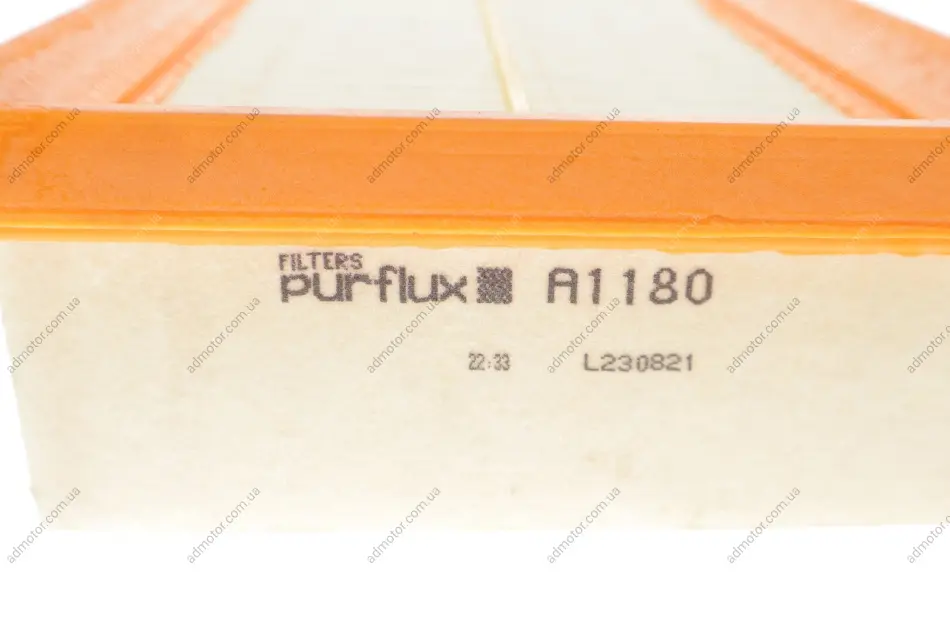 FILTERS
purflux A1180
22:33 L230821
admotor.com.ua